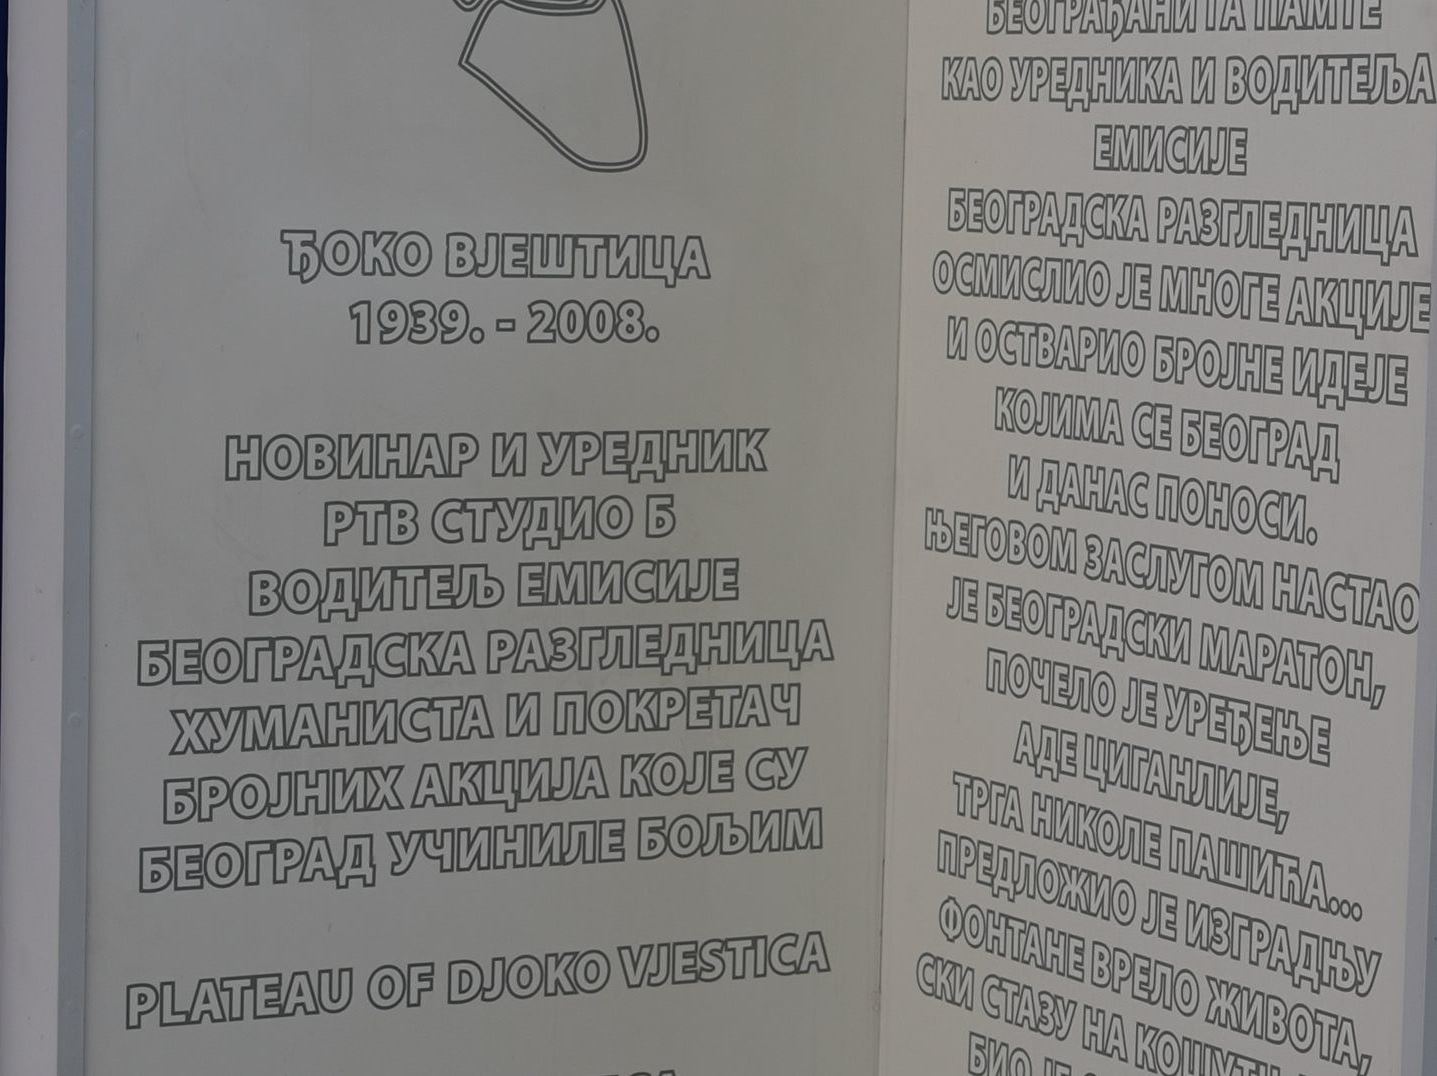 ЂОКО ВЈЕШТИЦА
1939. - 2008.
НОВИНАР И УРЕДНИК
РТВ СТУДИО Б
ВОДИТЕЉ ЕМИСИЈЕ
БЕОГРАДСКА РАЗГЛЕДНИЦА
ХУМАНИСТА И ПОКРЕТАЧ
БРОЈНИХ АКЦИЈА КОЈЕ СУ
БЕОГРАД УЧИНИЛЕ БОЉИМ
PLATEAU OF DJOKO VJESTICA
БЕОГРАЂАНИ ГА ПАМТЕ
КАО УРЕДНИКА И ВОДИТЕЉА
ЕМИСИЈЕ
БЕОГРАДСКА РАЗГЛЕДНИЦА
ОСМИСЛИО ЈЕ МНОГЕ АКЦИЈЕ
И ОСТВАРИО БРОЈНЕ ИДЕЈЕ
КОЈИМА СЕ БЕОГРАД
И ДАНАС ПОНОСИ.
ЊЕГОВОМ ЗАСЛУГОМ НАСТАО
ЈЕ БЕОГРАДСКИ МАРАТОН,
ПОЧЕЛО ЈЕ УРЕЂЕЊЕ
АДЕ ЦИГАНЛИЈЕ,
ТРГА НИКОЛЕ ПАШИЋА...
ПРЕДЛОЖИО ЈЕ ИЗГРАДЊУ
ФОНТАНЕ ВРЕЛО ЖИВОТА,
СКИ СТАЗУ НА
БИО ЈЕ